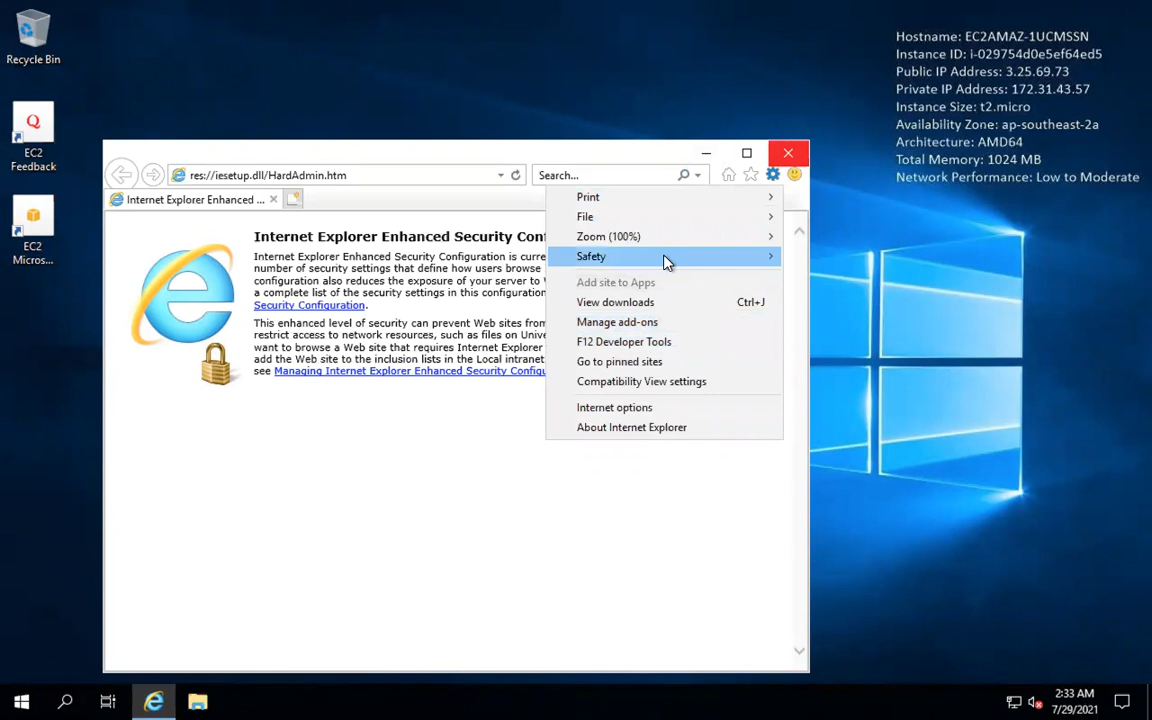 Recycle Bin
EC2
Feedback
EC2
Micros...
Hostname: EC2AMAZ-1UCMSSN
Instance ID: i-029754d0e5ef64ed5
Public IP Address: 3.25.69.73
Private IP Address: 172.31.43.57
Instance Size: t2.micro
Availability Zone: ap-southeast-2a
Architecture: AMD64
Total Memory: 1024 MB
Network Performance: Low to Moderate
res://iesetup.dll/HardAdmin.htm
Search...
Internet Explorer Enhanced ...
Internet Explorer Enhanced Security Con
Internet Explorer Enhanced Security Configuration is curre
number of security settings that define how users browse
configuration also reduces the exposure of your server to
a complete list of the security settings in this configuration
Security Configuration.
This enhanced level of security can prevent Web sites from
restrict access to network resources, such as files on Unive
want to browse a Web site that requires Internet Explorer
add the Web site to the inclusion lists in the Local intranet
see Managing Internet Explorer Enhanced Security Configu
Print
File
Zoom (100%)
Safety
Add site to Apps
View downloads Ctrl+J
Manage add-ons
F12 Developer Tools
Go to pinned sites
Compatibility View settings
Internet options
About Internet Explorer
2:33 AM
7/29/2021